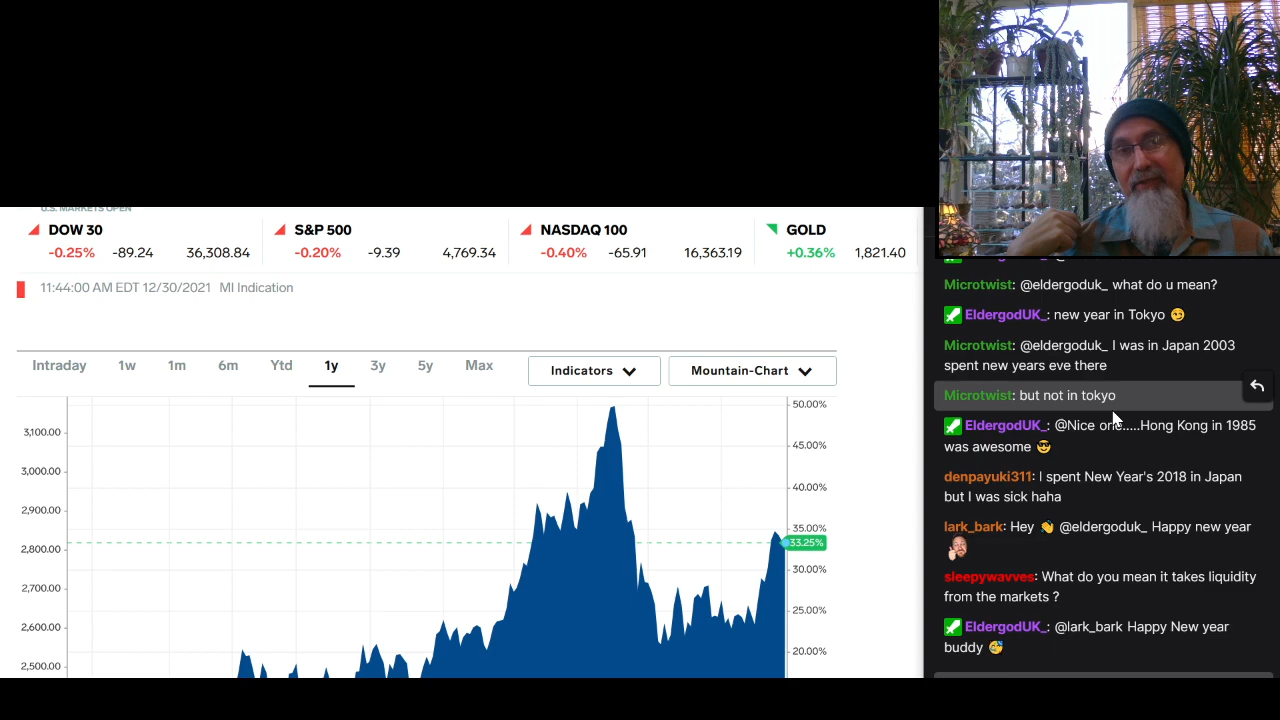 U.S. MARKETS OPEN
DOW 30
-0.25% -89.24 36,308.84
S&P 500
-0.20% -9.39 4,769.34
NASDAQ 100
-0.40% -65.91 16,363.19
GOLD
+0.36% 1,821.40
11:44:00 AM EDT 12/30/2021 MI Indication
Intraday 1w 1m 6m Ytd 1y 3y 5y Max
Indicators
Mountain-Chart
3,100.00
3,000.00
2,900.00
2,800.00
2,700.00
2,600.00
2,500.00
50.00%
45.00%
40.00%
35.00%
33.25%
30.00%
25.00%
20.00%
Microtwist: @eldergoduk_ what do u mean?
EldergodUK_: new year in Tokyo
Microtwist: @eldergoduk_ I was in Japan 2003
spent new years eve there
Microtwist: but not in tokyo
EldergodUK_: @Nice one.....Hong Kong in 1985
was awesome
denpayuki311: I spent New Year's 2018 in Japan
but I was sick haha
lark_bark: Hey 👋 @eldergoduk_ Happy new year
sleepywavves: What do you mean it takes liquidity
from the markets ?
EldergodUK_: @lark_bark Happy New year
buddy